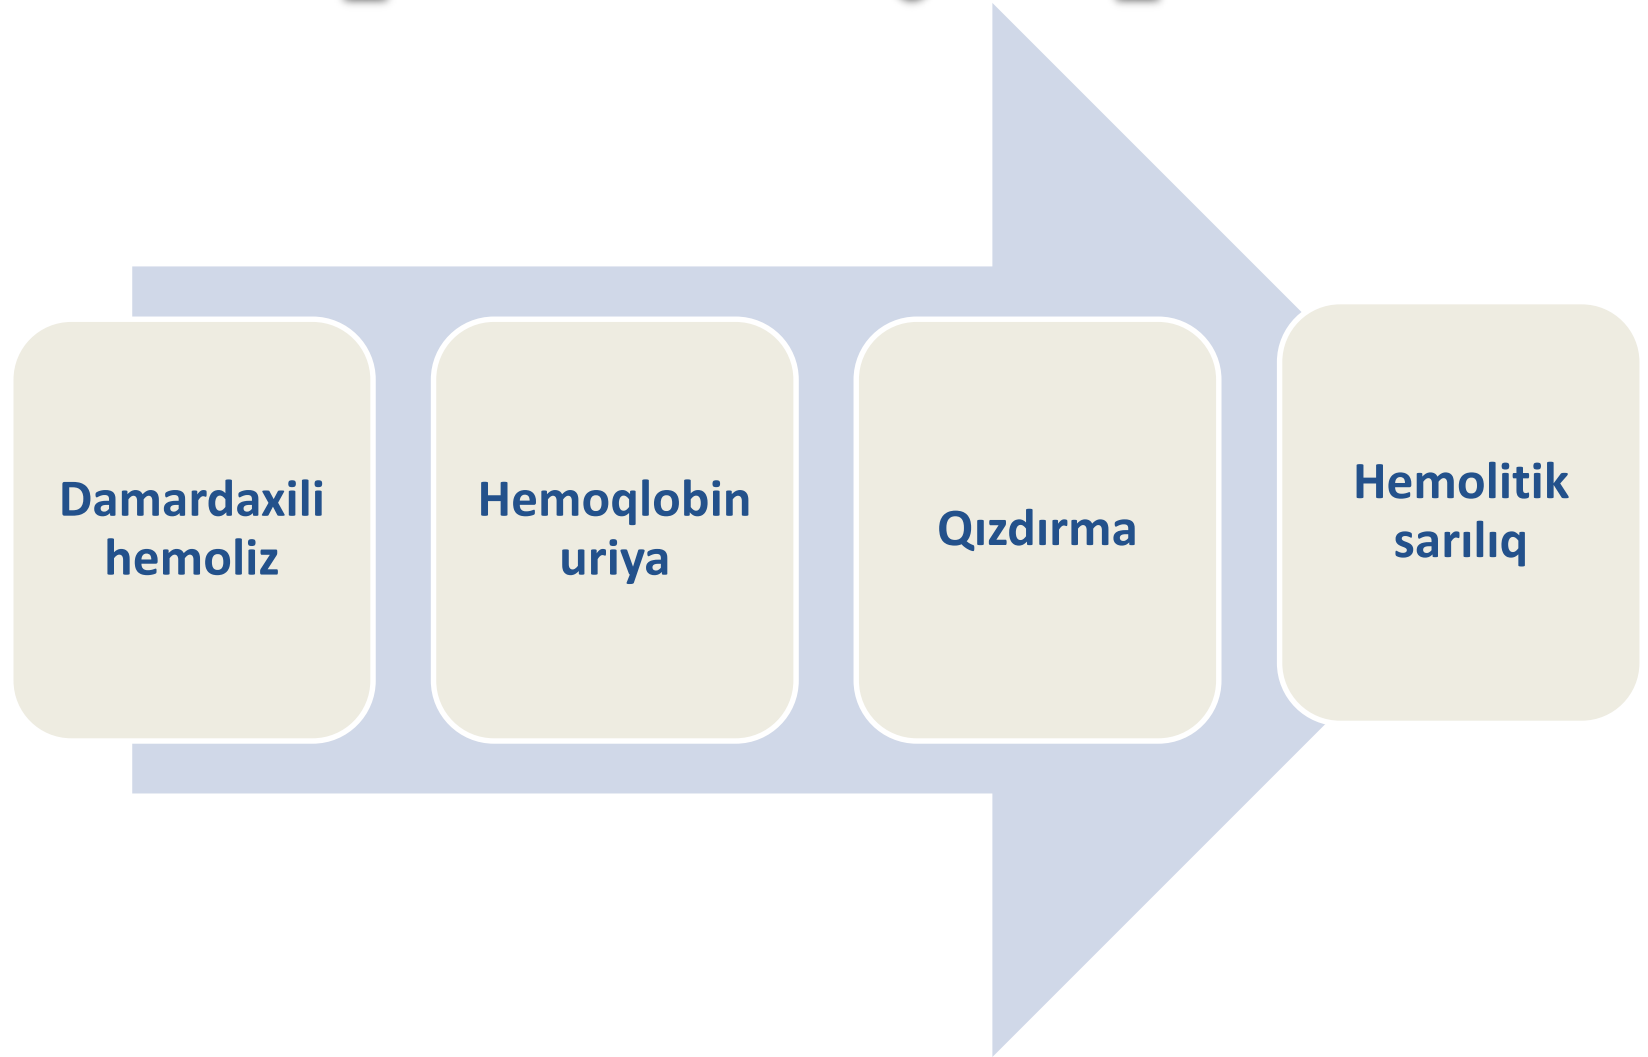 Damardaxili
hemoliz
Hemoqlobin
uriya
Qızdırma
Hemolitik
sarılıq